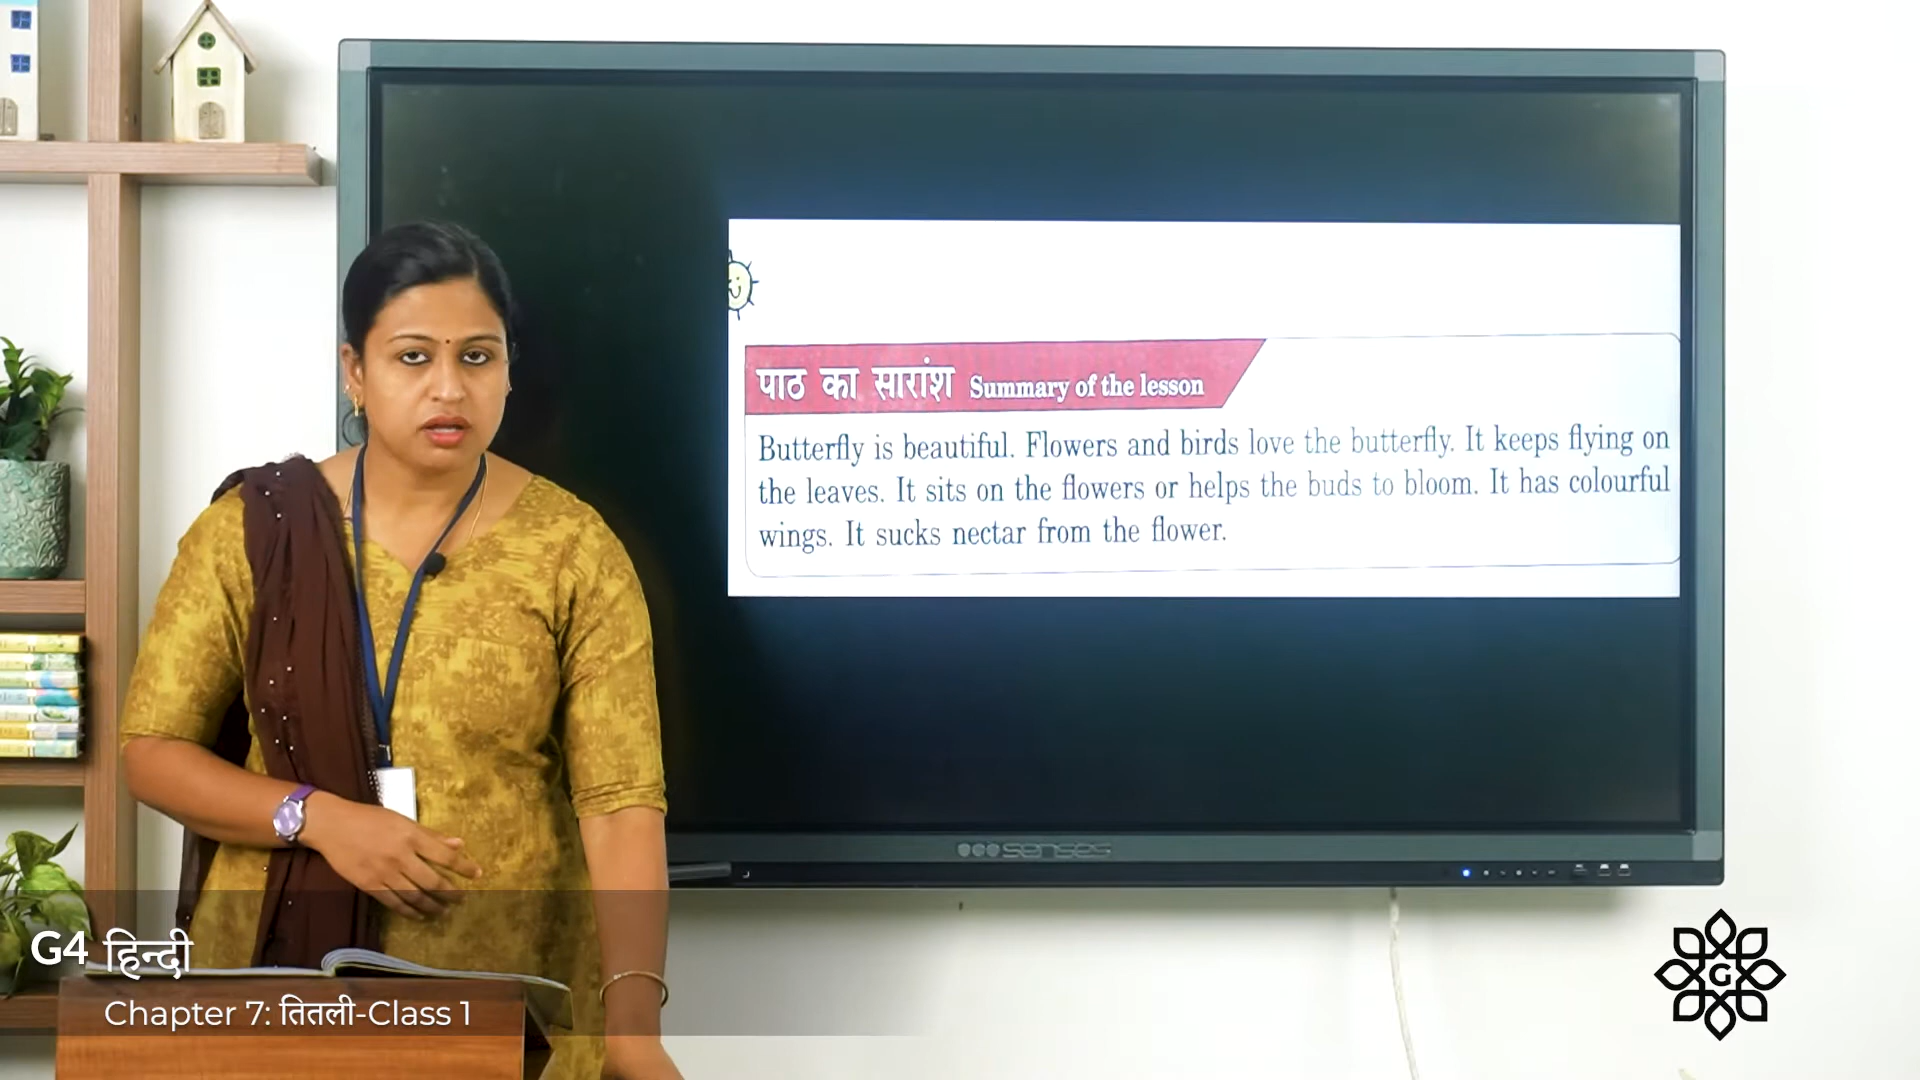 पाठ का सारांश Summary of the lesson
Butterfly is beautiful. Flowers and birds love the butterfly. It keeps flying on
the leaves. It sits on the flowers or helps the buds to bloom. It has colourful
wings. It sucks nectar from the flower.
senses
G4 हिन्दी
Chapter 7: तितली-Class 1
G